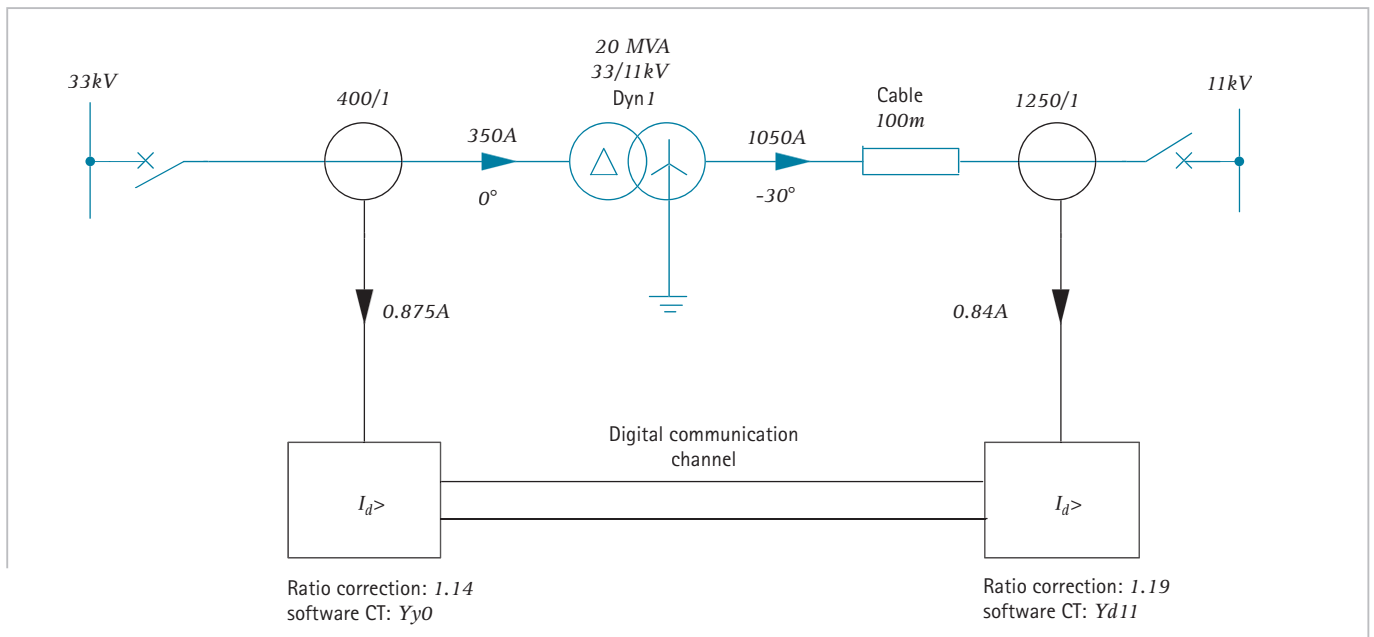 20 MVA
33/11kV
Dyn1
33kV
400/1
350A
0°
1050A
-30°
Cable
100m
1250/1
11kV
0.875A
0.84A
Digital communication
channel
Id>
Id>
Ratio correction: 1.14
software CT: Yy0
Ratio correction: 1.19
software CT: Yd11